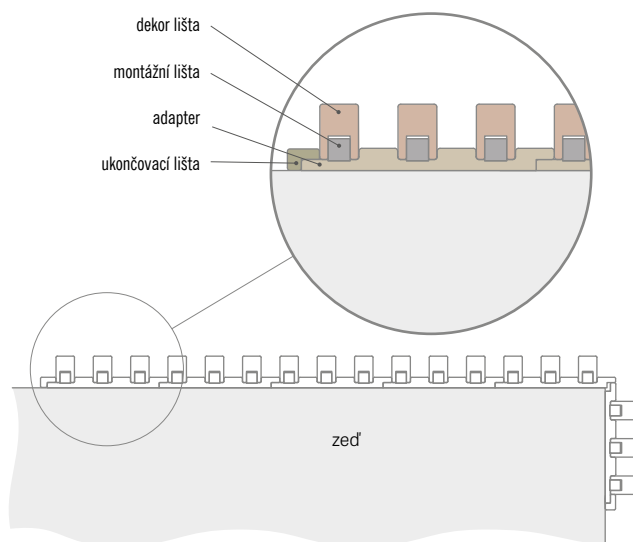 dekor lišta
montážní lišta
adapter
ukončovací lišta
zeď